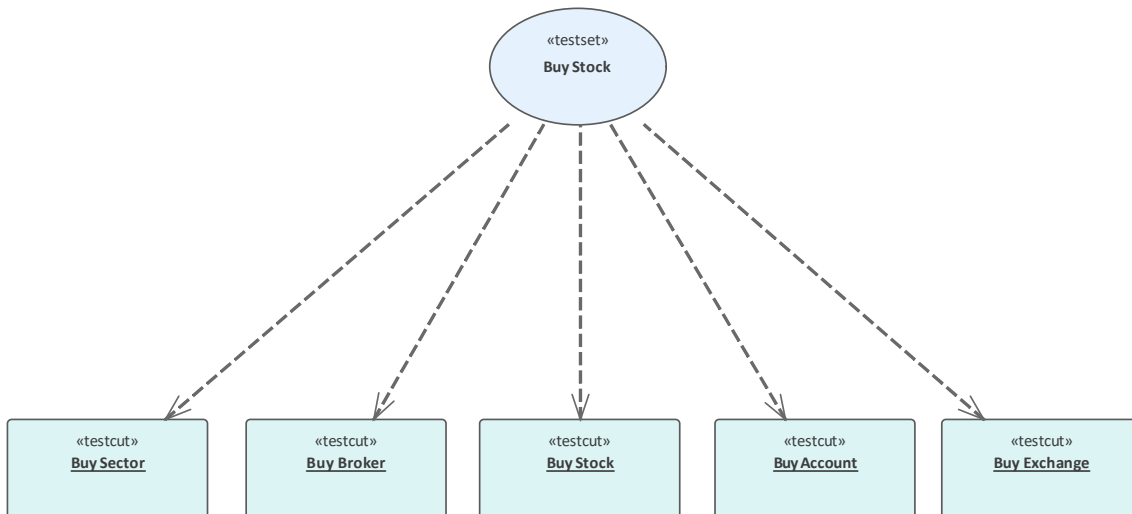 «testset»
Buy Stock
«testcut»
Buy Sector
«testcut»
Buy Broker
«testcut»
Buy Stock
«testcut»
Buy Account
«testcut»
Buy Exchange